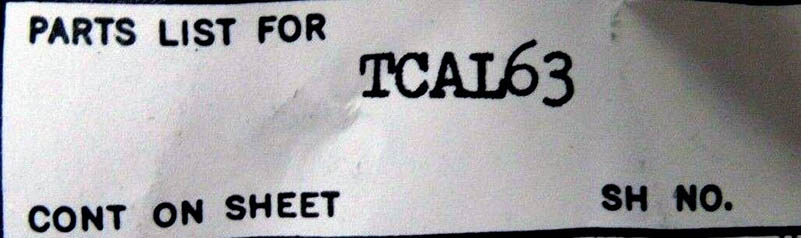 PARTS LIST FOR
TCAL63
CONT ON SHEET SH NO.